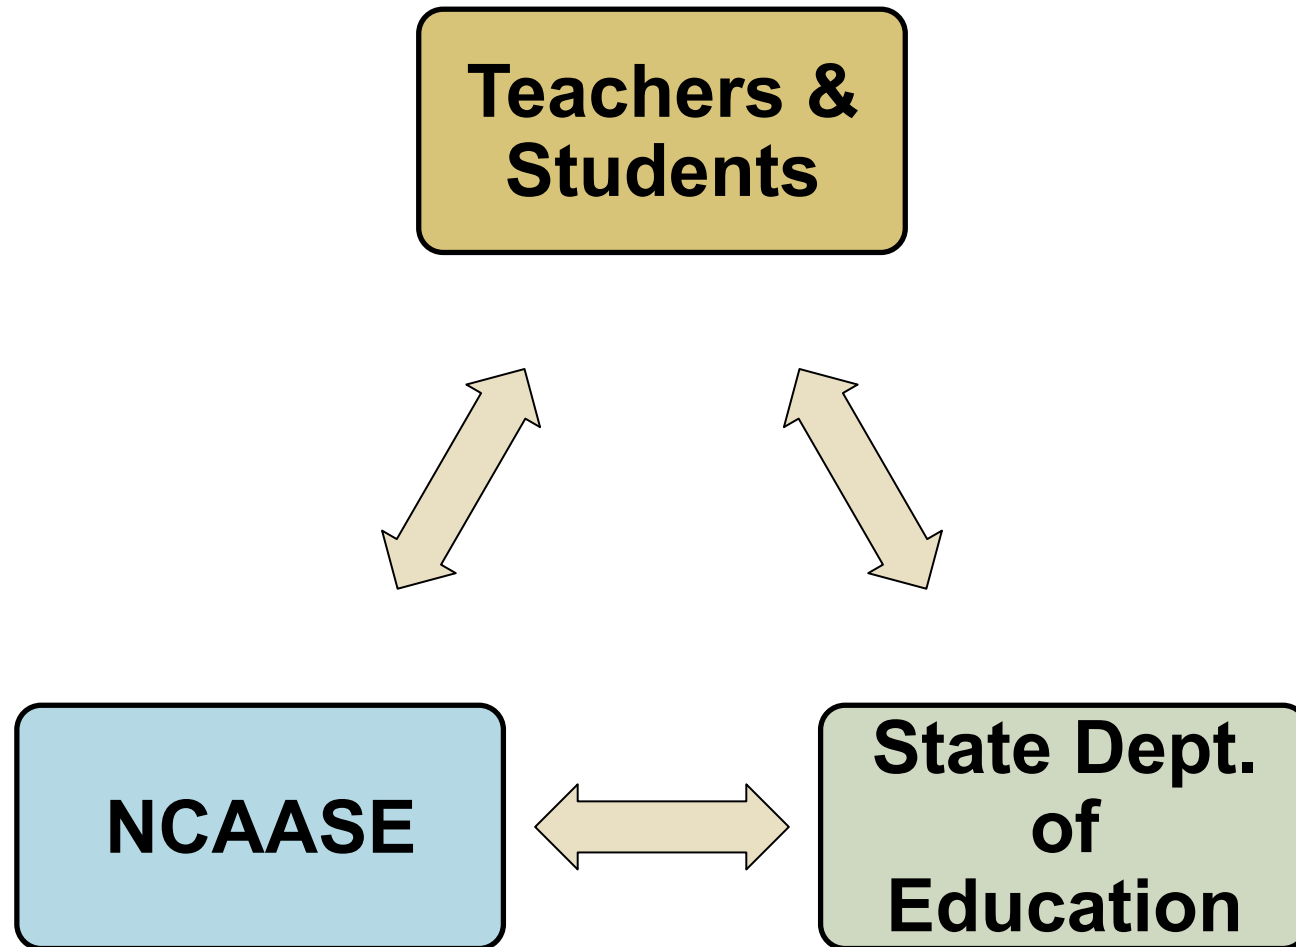 Teachers &
Students
NCAASE
State Dept.
of
Education